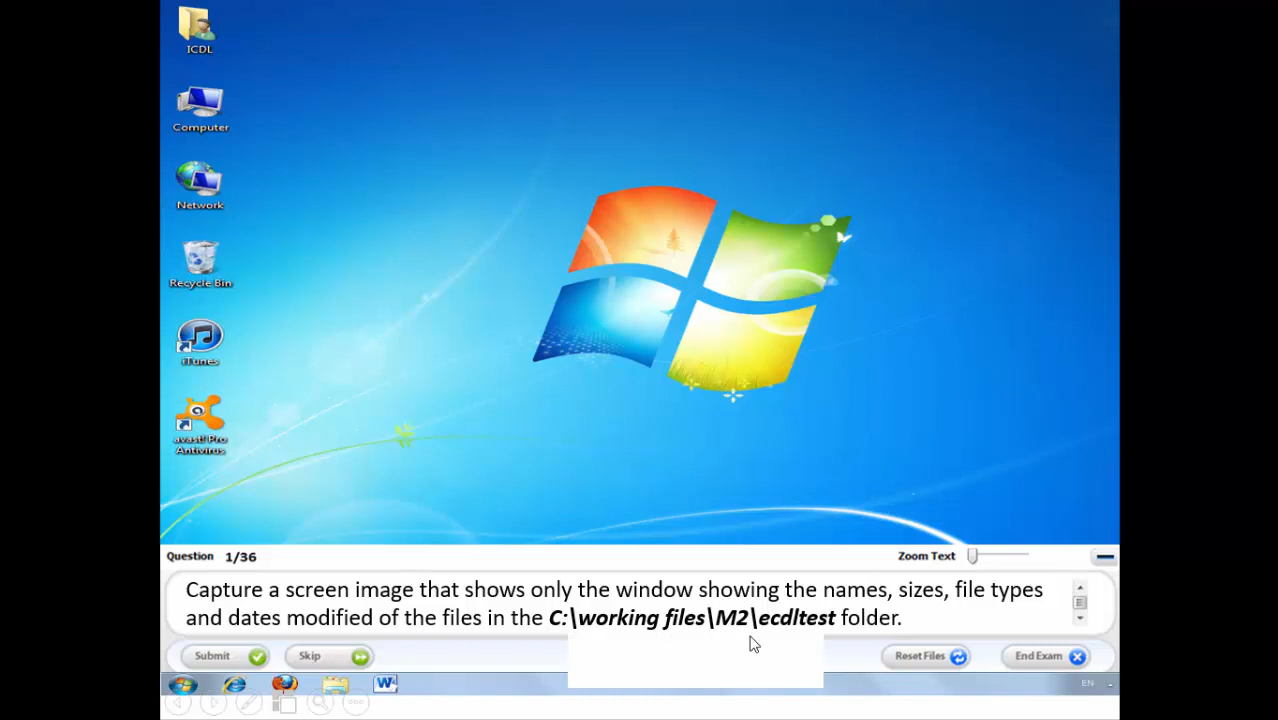 ICDL
Computer
Network
Recycle Bin
iTunes
avast! Pro
Antivirus
Question 1/36
Zoom Text
Capture a screen image that shows only the window showing the names, sizes, file types
and dates modified of the files in the C:\working files\M2\ecdltest folder.
Submit
Skip
Reset Files
End Exam
EN